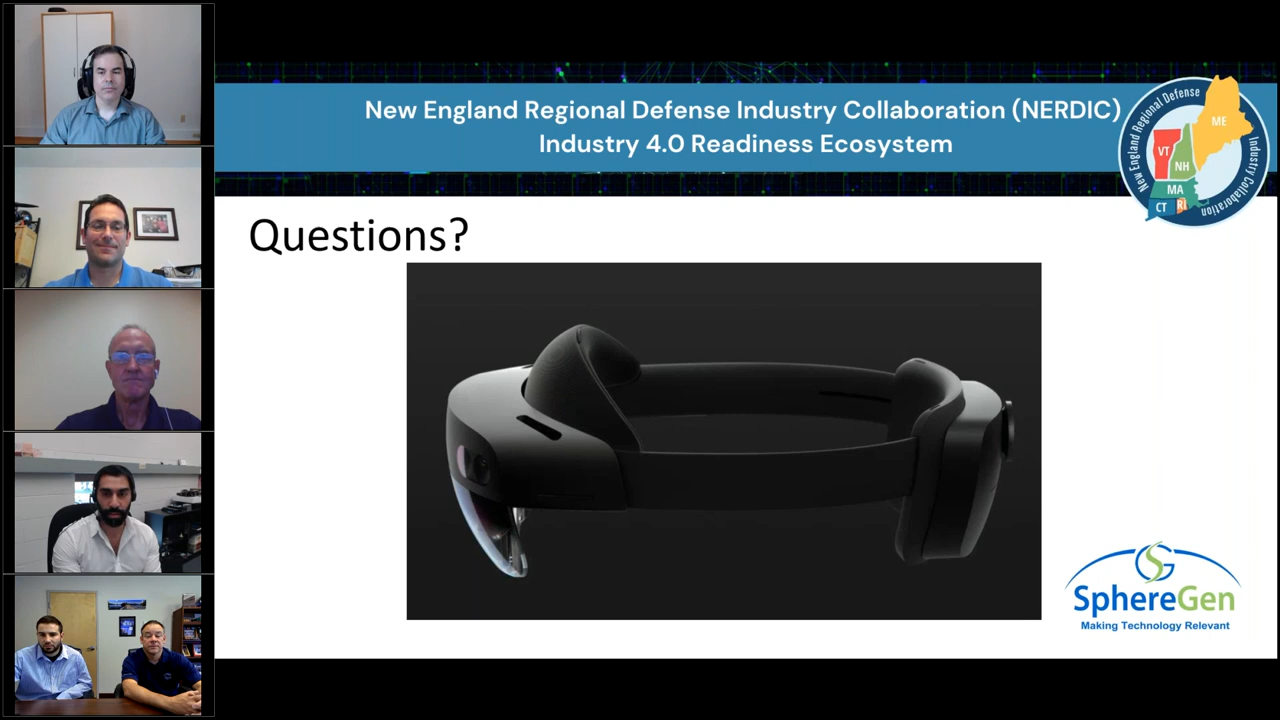 New England Regional Defense Industry Collaboration (NERDIC)
Industry 4.0 Readiness Ecosystem
New England Regional Defense
Industry Collaboration
ME
VT
NH
MA
CT
RI
Questions?
SG
SphereGen
Making Technology Relevant